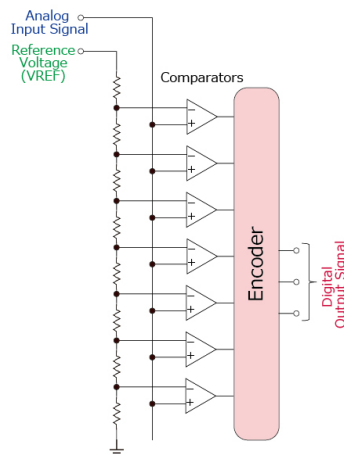 Analog
Input Signal
Reference
Voltage
(VREF)
Comparators
−
+
−
+
−
+
−
+
−
+
−
+
−
+
Encoder
Digital
Output Signal